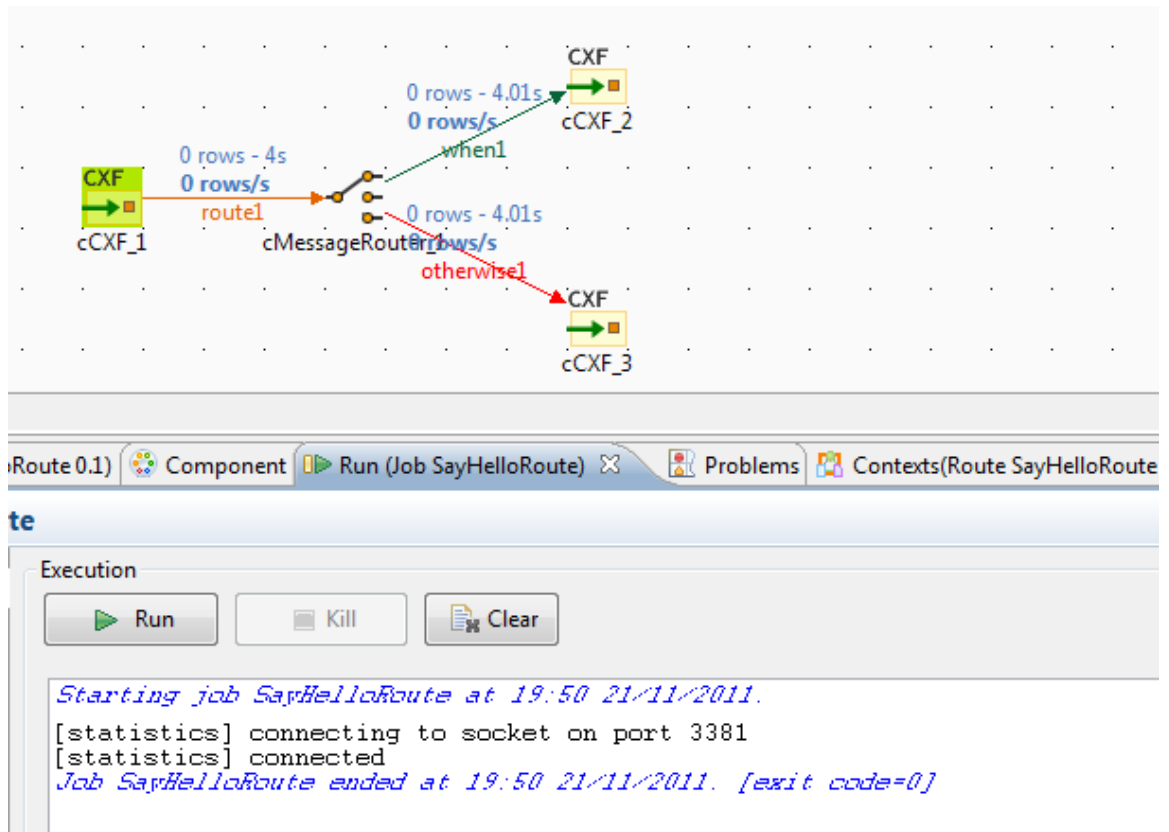 CXF
0 rows - 4.01s
0 rows/s
cCXF_2
when1
0 rows - 4s
CXF
0 rows/s
route1
0 rows - 4.01s
cCXF_1
cMessageRouter_1
0 rows/s
otherwise1
CXF
cCXF_3
oRoute 0.1)
Component
Run (Job SayHelloRoute)
Problems
Contexts(Route SayHelloRoute
te
Execution
Run
Kill
Clear
Starting job SayHelloRoute at 19:50 21/11/2011.
[statistics] connecting to socket on port 3381
[statistics] connected
Job SayHelloRoute ended at 19:50 21/11/2011. [exit code=0]